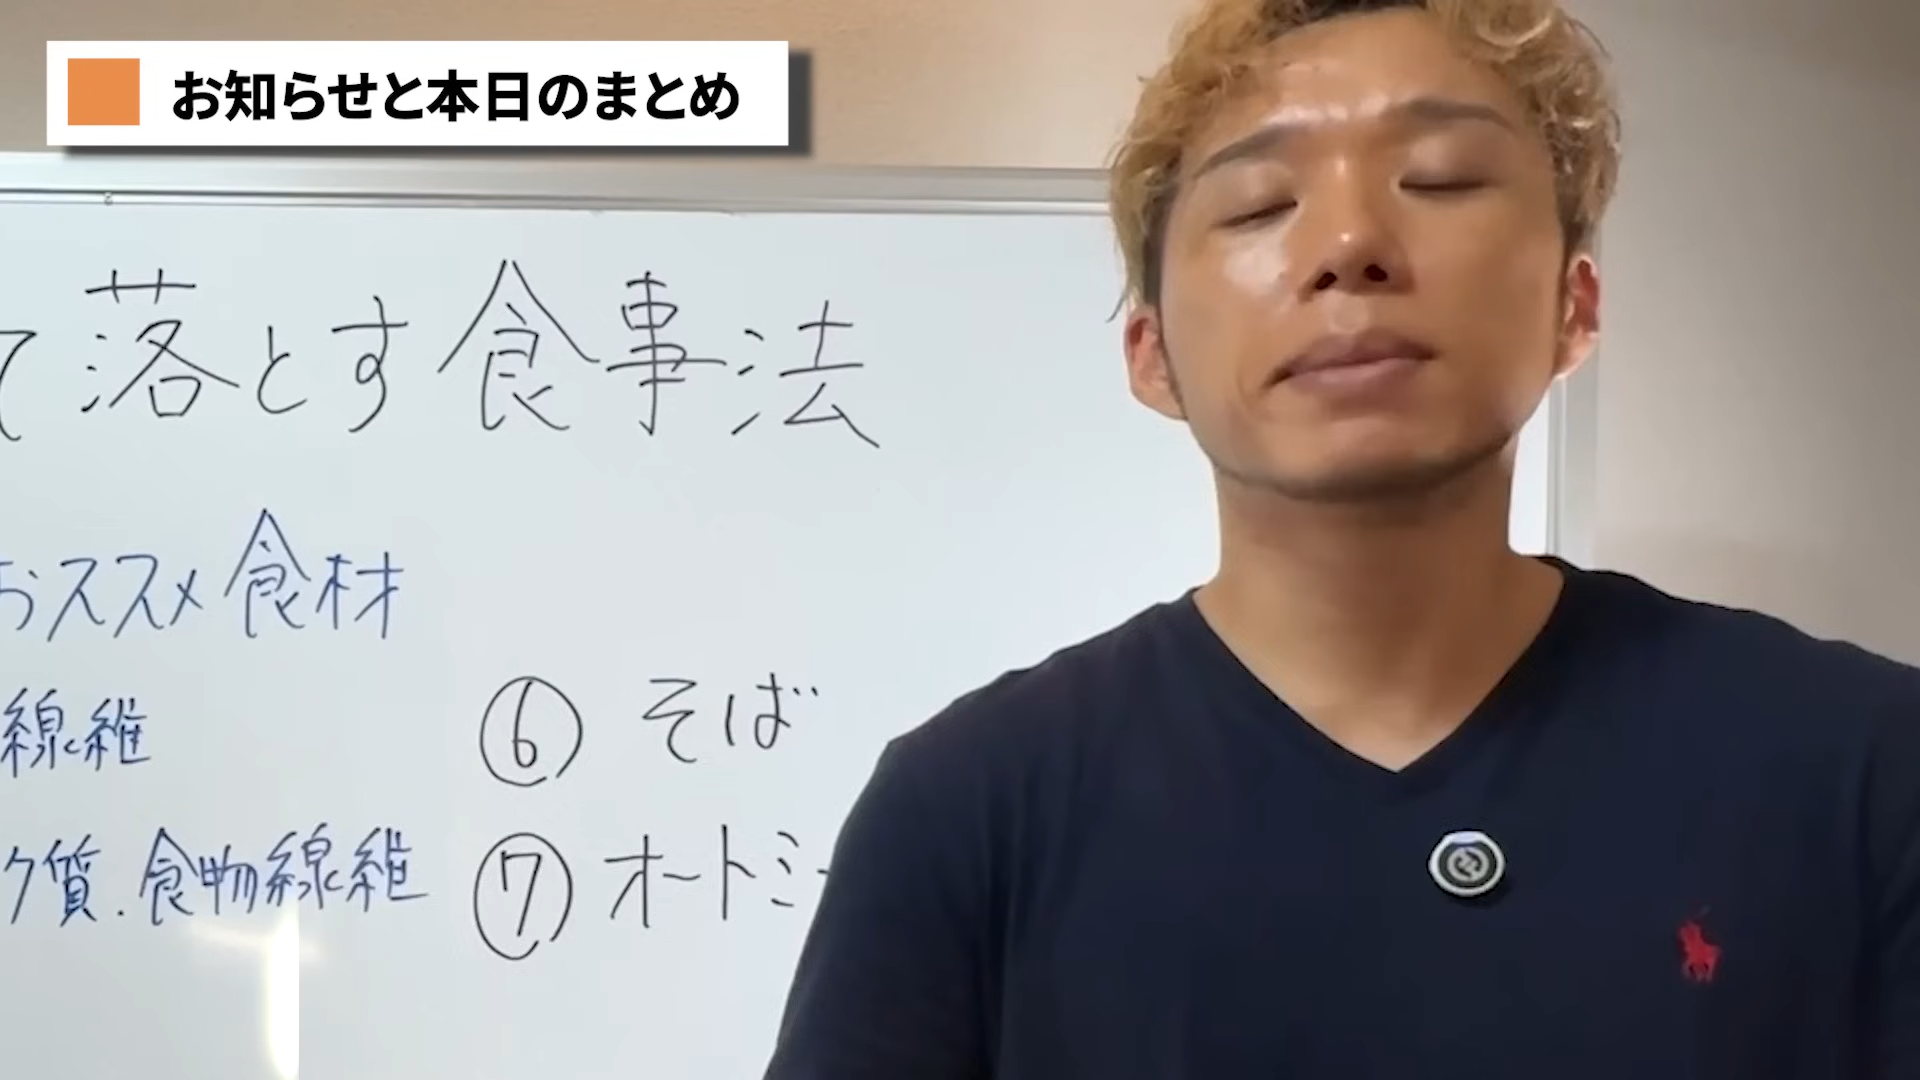 お知らせと本日のまとめ
て落とす食事法
おススメ食材
線維
⑥ そば
ク質.食物線維
⑦ オートミー